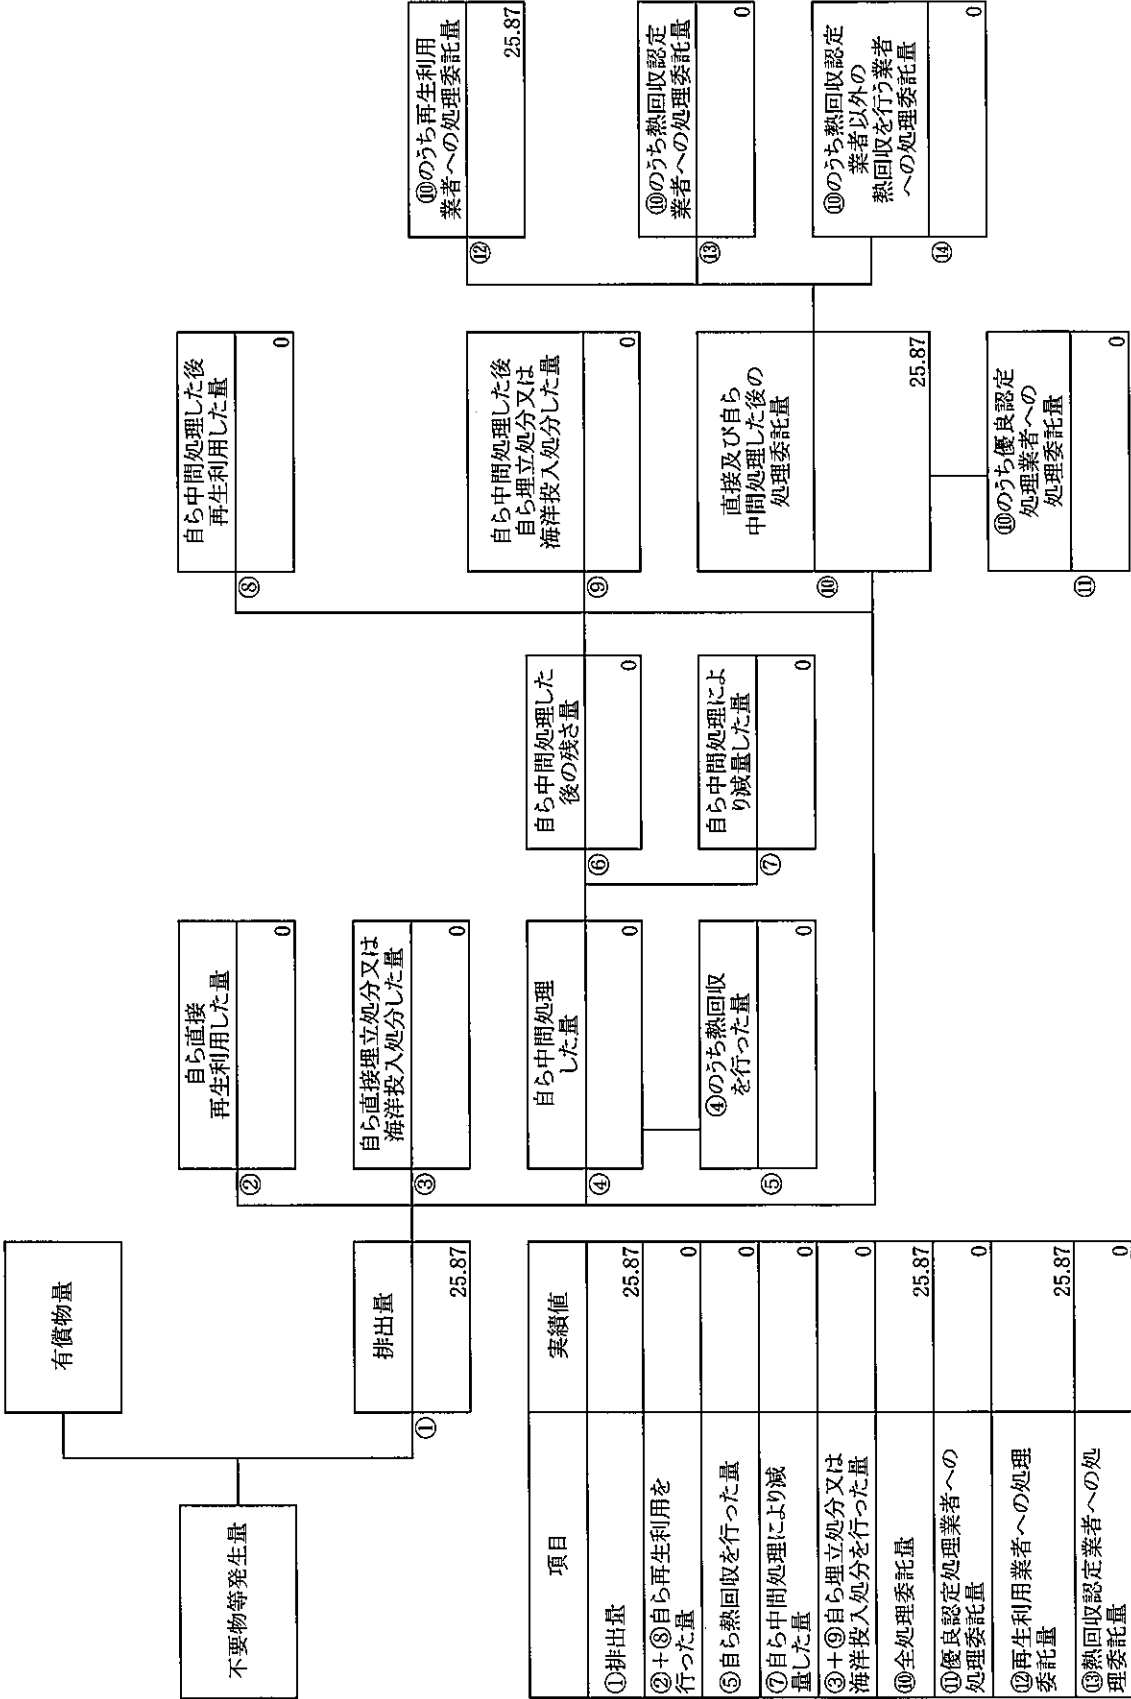 不要物等発生量
有償物量
①
排出量
25.87
②
自ら直接
再生利用した量
0
③
自ら直接埋立処分又は
海洋投入処分した量
0
④
自ら中間処理
した量
0
⑤
④のうち熱回収
を行った量
0
⑥
自ら中間処理した
後の残さ量
0
⑦
自ら中間処理によ
り減量した量
0
⑧
自ら中間処理した後
再生利用した量
0
⑨
自ら中間処理した後
自ら埋立処分又は
海洋投入処分した量
0
⑩
直接及び自ら
中間処理した後の
処理委託量
25.87
⑪
⑩のうち優良認定
処理業者への
処理委託量
0
⑫
⑩のうち再生利用
業者への処理委託量
25.87
⑬
⑩のうち熱回収認定
業者への処理委託量
0
⑭
⑩のうち熱回収認定
業者以外の
熱回収を行う業者
への処理委託量
0
項目 実績値
①排出量 25.87
②+⑧自ら再生利用を
行った量 0
⑤自ら熱回収を行った量 0
⑦自ら中間処理により減
量した量 0
③+⑨自ら埋立処分又は
海洋投入処分を行った量 0
⑩全処理委託量 25.87
⑪優良認定処理業者への
処理委託量 0
⑫再生利用業者への処理
委託量 25.87
⑬熱回収認定業者への処
理委託量 0